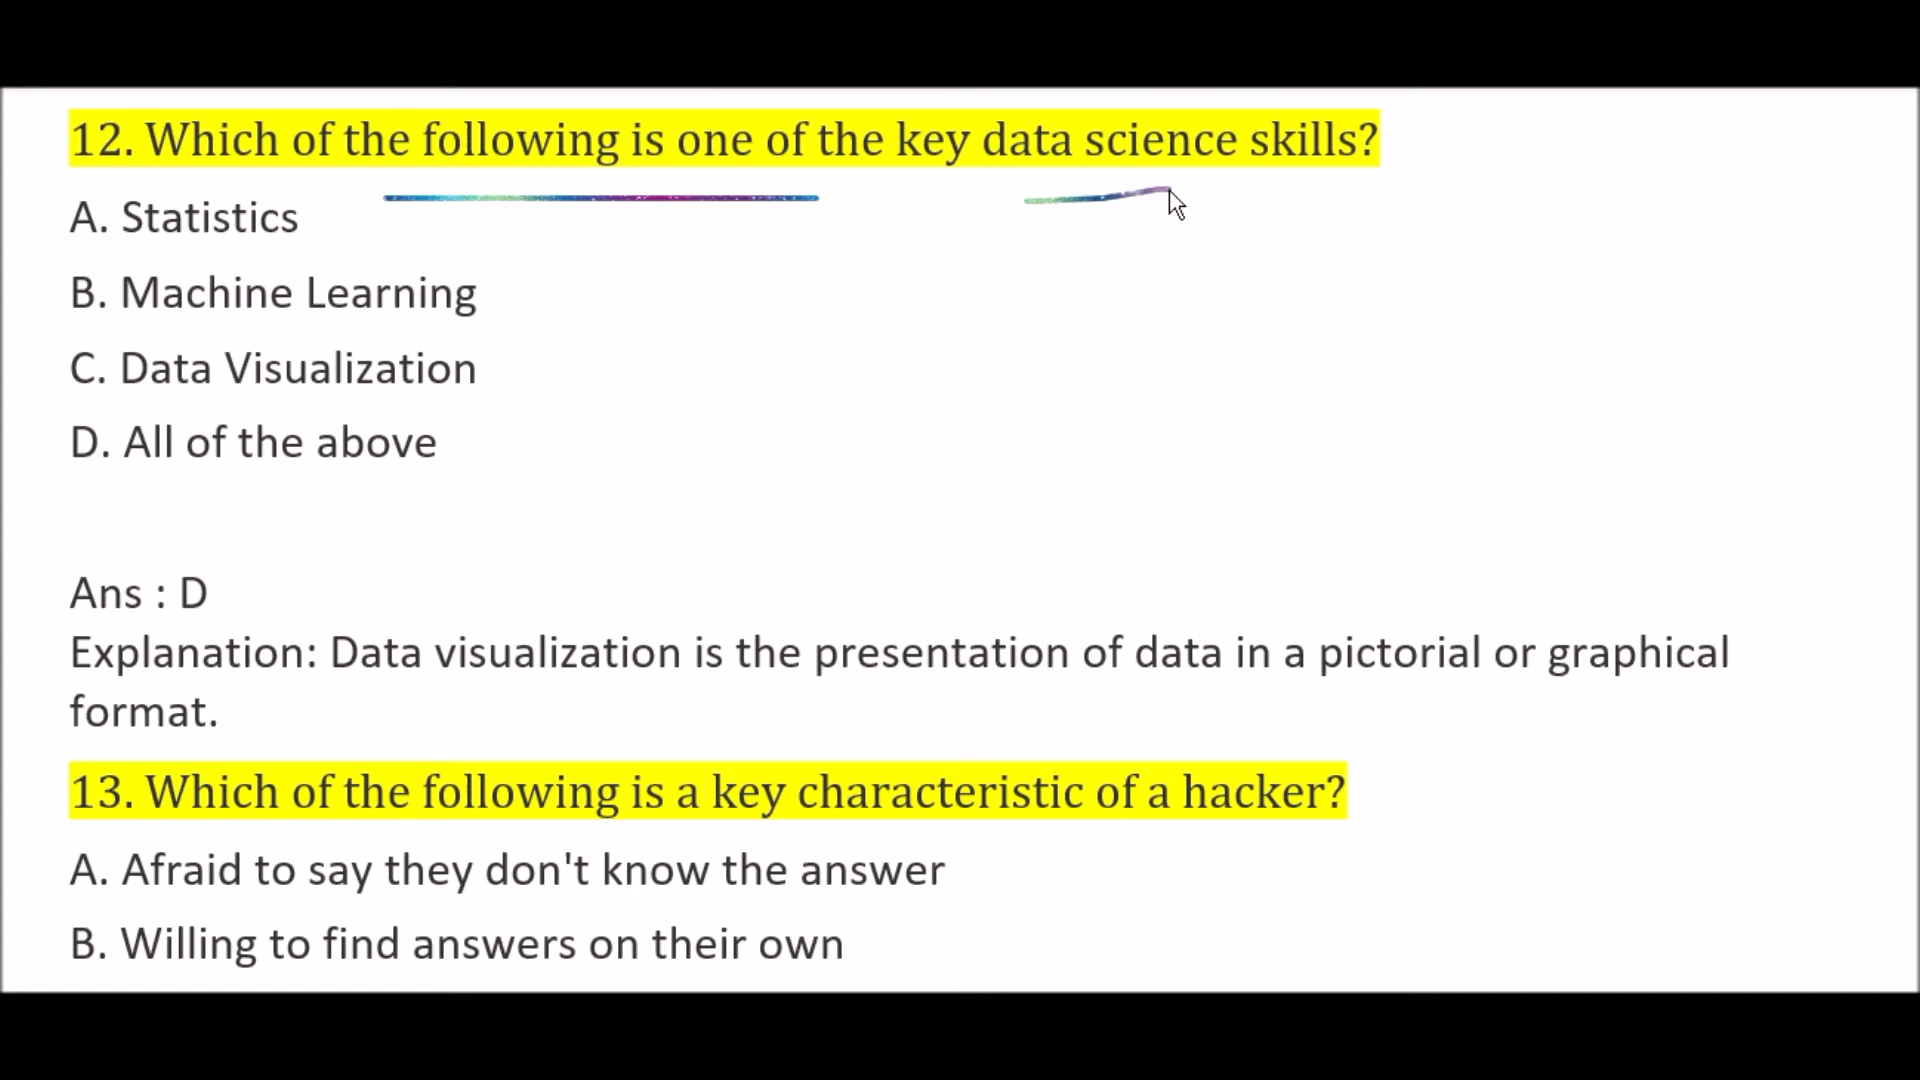 12. Which of the following is one of the key data science skills?
A. Statistics
B. Machine Learning
C. Data Visualization
D. All of the above
Ans : D
Explanation: Data visualization is the presentation of data in a pictorial or graphical
format.
13. Which of the following is a key characteristic of a hacker?
A. Afraid to say they don't know the answer
B. Willing to find answers on their own